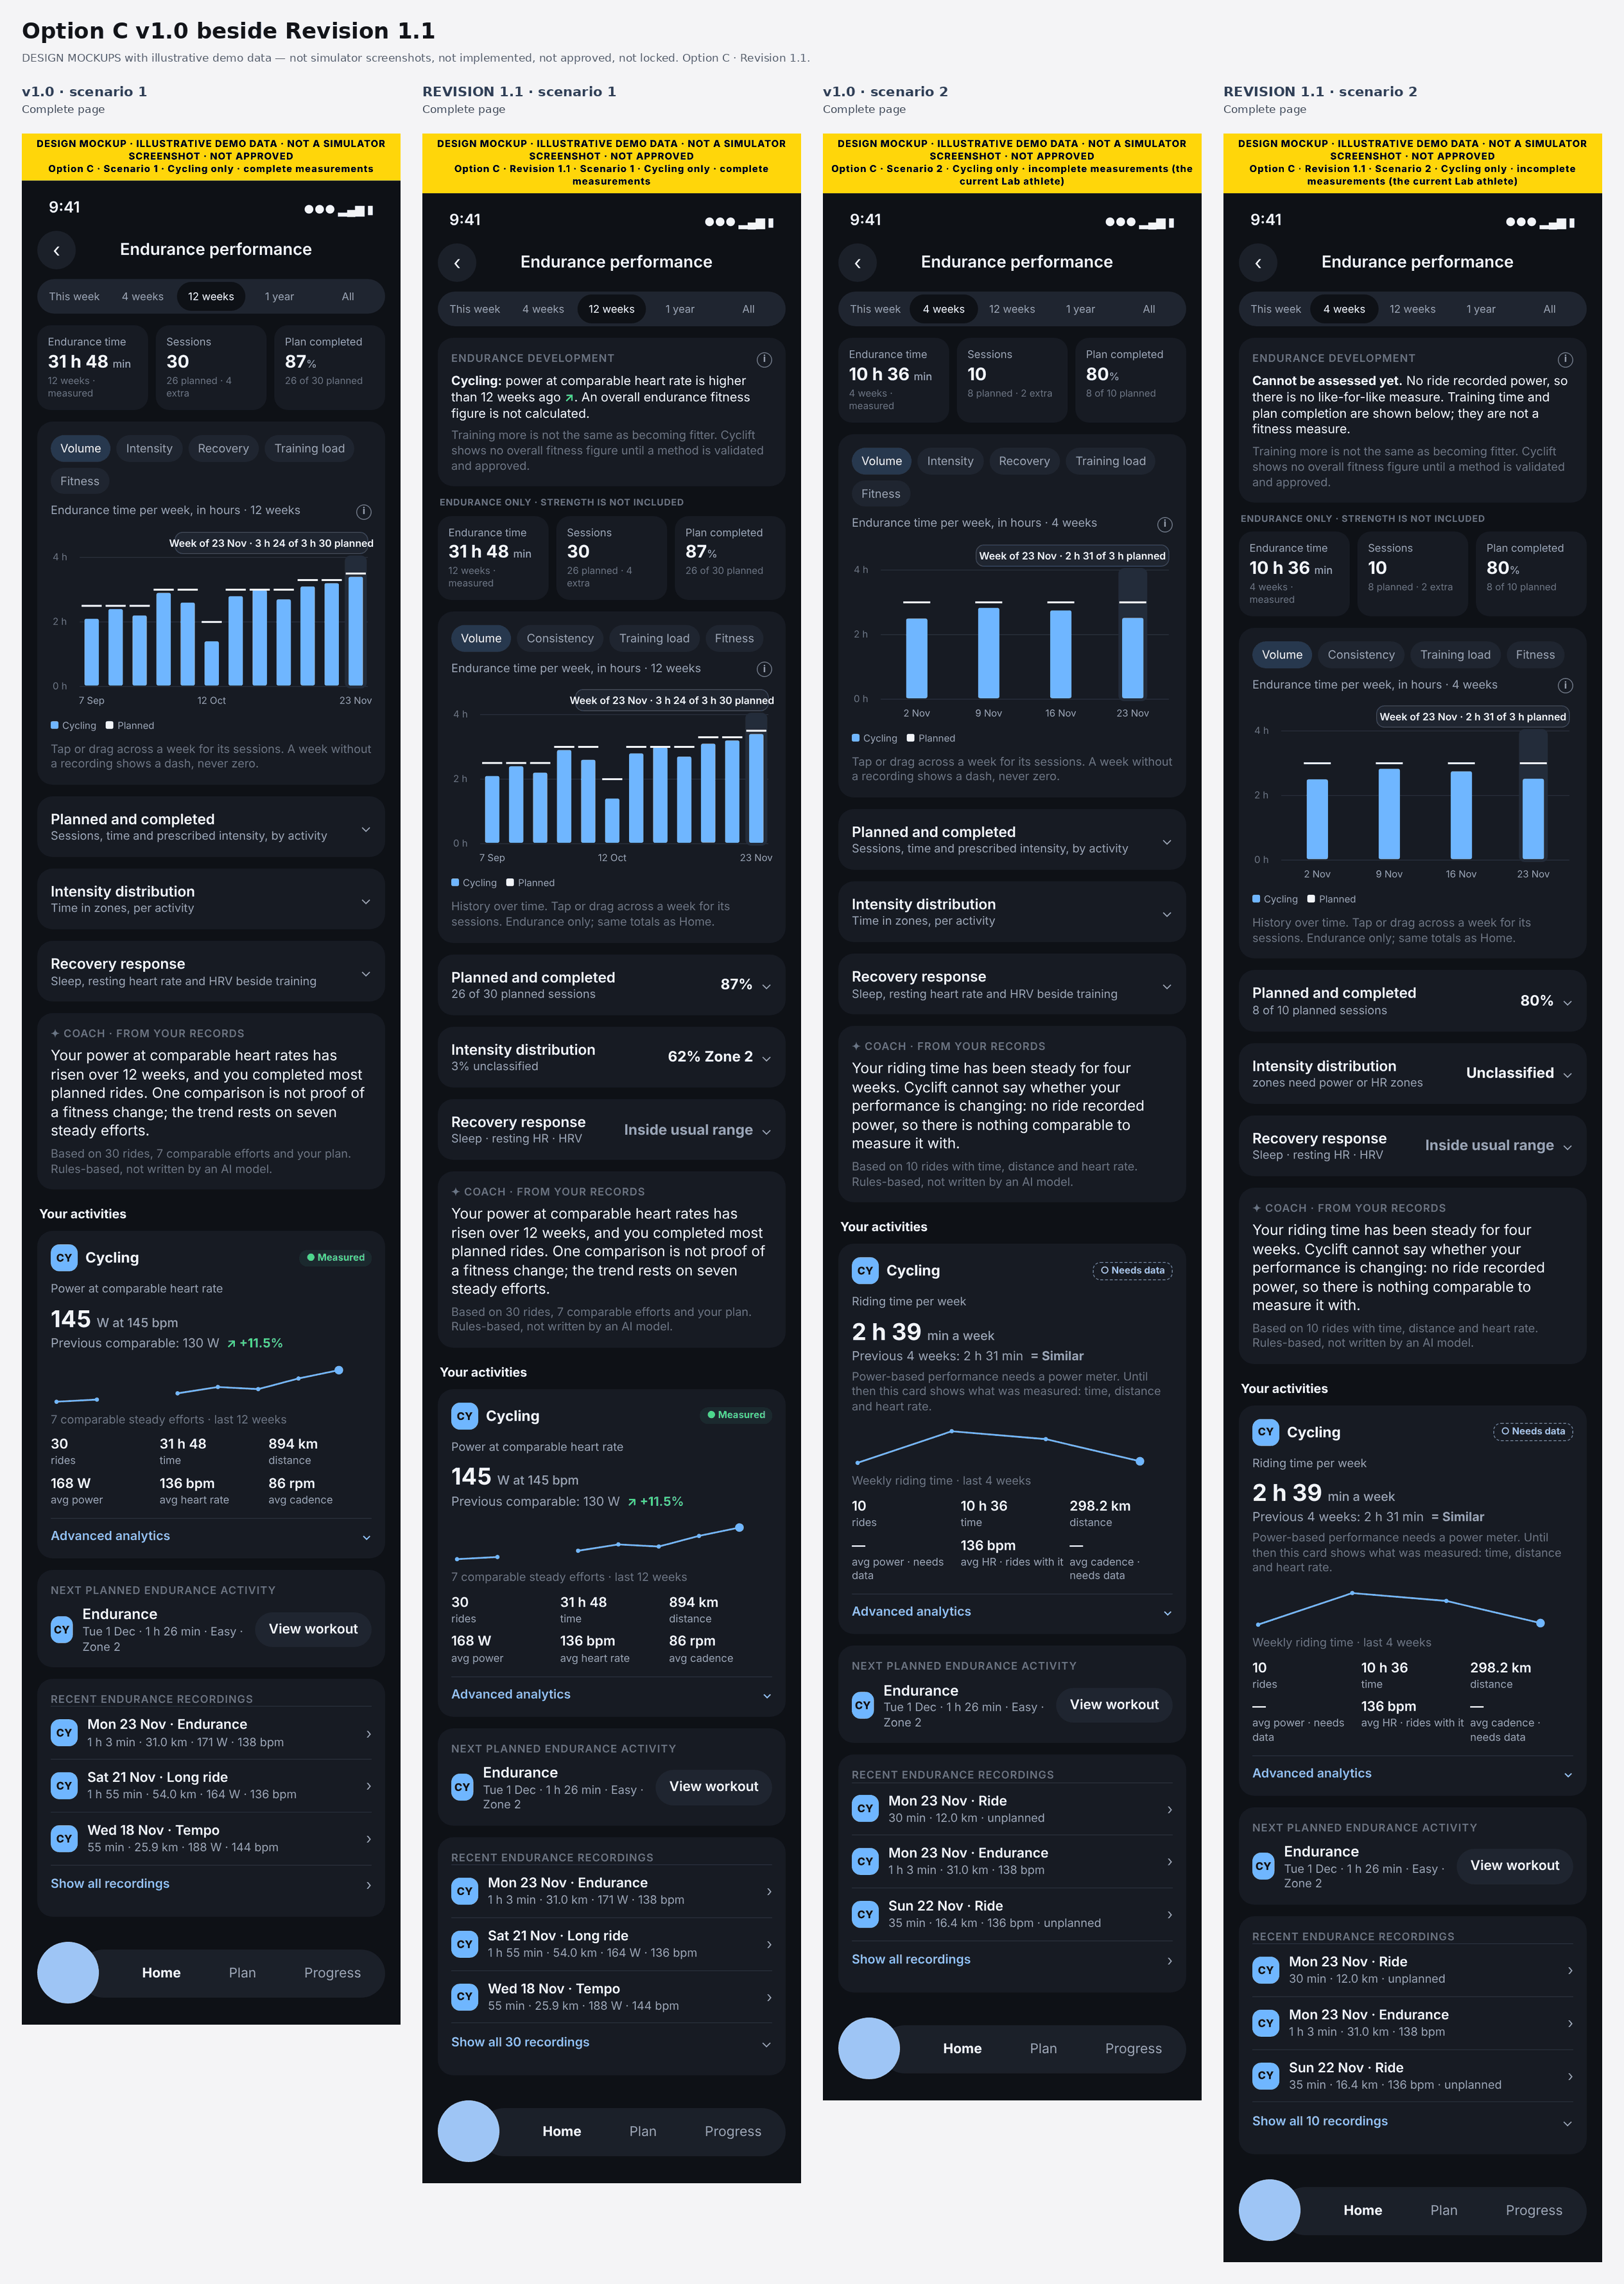 Option C v1.0 beside Revision 1.1
DESIGN MOCKUPS with illustrative demo data — not simulator screenshots, not implemented, not approved, not locked. Option C · Revision 1.1.
v1.0 · scenario 1
Complete page
DESIGN MOCKUP · ILLUSTRATIVE DEMO DATA · NOT A SIMULATOR
SCREENSHOT · NOT APPROVED
Option C · Scenario 1 · Cycling only · complete measurements
9:41
Endurance performance
This week 4 weeks 12 weeks 1 year All
Endurance time Sessions Plan completed
31 h 48 min 30 87%
12 weeks · 26 planned · 4 26 of 30 planned
measured extra
Volume Intensity Recovery Training load
Fitness
Endurance time per week, in hours · 12 weeks i
Week of 23 Nov · 3 h 24 of 3 h 30 planned
4 h
2 h
0 h
7 Sep 12 Oct 23 Nov
Cycling Planned
Tap or drag across a week for its sessions. A week without
a recording shows a dash, never zero.
Planned and completed
Sessions, time and prescribed intensity, by activity
Intensity distribution
Time in zones, per activity
Recovery response
Sleep, resting heart rate and HRV beside training
✦ COACH · FROM YOUR RECORDS
Your power at comparable heart rates has
risen over 12 weeks, and you completed most
planned rides. One comparison is not proof of
a fitness change; the trend rests on seven
steady efforts.
Based on 30 rides, 7 comparable efforts and your plan.
Rules-based, not written by an AI model.
Your activities
CY Cycling Measured
Power at comparable heart rate
145 W at 145 bpm
Previous comparable: 130 W ↗ +11.5%
7 comparable steady efforts · last 12 weeks
30 31 h 48 894 km
rides time distance
168 W 136 bpm 86 rpm
avg power avg heart rate avg cadence
Advanced analytics
NEXT PLANNED ENDURANCE ACTIVITY
CY Endurance
Tue 1 Dec · 1 h 26 min · Easy ·
Zone 2
View workout
RECENT ENDURANCE RECORDINGS
CY Mon 23 Nov · Endurance
1 h 3 min · 31.0 km · 171 W · 138 bpm
CY Sat 21 Nov · Long ride
1 h 55 min · 54.0 km · 164 W · 136 bpm
CY Wed 18 Nov · Tempo
55 min · 25.9 km · 188 W · 144 bpm
Show all recordings
Home Plan Progress
REVISION 1.1 · scenario 1
Complete page
DESIGN MOCKUP · ILLUSTRATIVE DEMO DATA · NOT A SIMULATOR
SCREENSHOT · NOT APPROVED
Option C · Revision 1.1 · Scenario 1 · Cycling only · complete
measurements
9:41
Endurance performance
This week 4 weeks 12 weeks 1 year All
ENDURANCE DEVELOPMENT i
Cycling: power at comparable heart rate is higher
than 12 weeks ago ↗. An overall endurance fitness
figure is not calculated.
Training more is not the same as becoming fitter. Cyclift
shows no overall fitness figure until a method is validated
and approved.
ENDURANCE ONLY · STRENGTH IS NOT INCLUDED
Endurance time Sessions Plan completed
31 h 48 min 30 87%
12 weeks · 26 planned · 4 26 of 30 planned
measured extra
Volume Consistency Training load Fitness
Endurance time per week, in hours · 12 weeks i
Week of 23 Nov · 3 h 24 of 3 h 30 planned
4 h
2 h
0 h
7 Sep 12 Oct 23 Nov
Cycling Planned
History over time. Tap or drag across a week for its
sessions. Endurance only; same totals as Home.
Planned and completed 87%
26 of 30 planned sessions
Intensity distribution 62% Zone 2
3% unclassified
Recovery response Inside usual range
Sleep · resting HR · HRV
✦ COACH · FROM YOUR RECORDS
Your power at comparable heart rates has
risen over 12 weeks, and you completed most
planned rides. One comparison is not proof of
a fitness change; the trend rests on seven
steady efforts.
Based on 30 rides, 7 comparable efforts and your plan.
Rules-based, not written by an AI model.
Your activities
CY Cycling Measured
Power at comparable heart rate
145 W at 145 bpm
Previous comparable: 130 W ↗ +11.5%
7 comparable steady efforts · last 12 weeks
30 31 h 48 894 km
rides time distance
168 W 136 bpm 86 rpm
avg power avg heart rate avg cadence
Advanced analytics
NEXT PLANNED ENDURANCE ACTIVITY
CY Endurance
Tue 1 Dec · 1 h 26 min · Easy ·
Zone 2
View workout
RECENT ENDURANCE RECORDINGS
CY Mon 23 Nov · Endurance
1 h 3 min · 31.0 km · 171 W · 138 bpm
CY Sat 21 Nov · Long ride
1 h 55 min · 54.0 km · 164 W · 136 bpm
CY Wed 18 Nov · Tempo
55 min · 25.9 km · 188 W · 144 bpm
Show all 30 recordings
Home Plan Progress
v1.0 · scenario 2
Complete page
DESIGN MOCKUP · ILLUSTRATIVE DEMO DATA · NOT A SIMULATOR
SCREENSHOT · NOT APPROVED
Option C · Scenario 2 · Cycling only · incomplete measurements (the
current Lab athlete)
9:41
Endurance performance
This week 4 weeks 12 weeks 1 year All
Endurance time Sessions Plan completed
10 h 36 min 10 80%
4 weeks · 8 planned · 2 extra 8 of 10 planned
measured
Volume Intensity Recovery Training load
Fitness
Endurance time per week, in hours · 4 weeks i
Week of 23 Nov · 2 h 31 of 3 h planned
4 h
2 h
0 h
2 Nov 9 Nov 16 Nov 23 Nov
Cycling Planned
Tap or drag across a week for its sessions. A week without
a recording shows a dash, never zero.
Planned and completed
Sessions, time and prescribed intensity, by activity
Intensity distribution
Time in zones, per activity
Recovery response
Sleep, resting heart rate and HRV beside training
✦ COACH · FROM YOUR RECORDS
Your riding time has been steady for four
weeks. Cyclift cannot say whether your
performance is changing: no ride recorded
power, so there is nothing comparable to
measure it with.
Based on 10 rides with time, distance and heart rate.
Rules-based, not written by an AI model.
Your activities
CY Cycling Needs data
Riding time per week
2 h 39 min a week
Previous 4 weeks: 2 h 31 min = Similar
Power-based performance needs a power meter. Until
then this card shows what was measured: time, distance
and heart rate.
Weekly riding time · last 4 weeks
10 10 h 36 298.2 km
rides time distance
— 136 bpm —
avg power · needs avg HR · rides with it avg cadence ·
data needs data
Advanced analytics
NEXT PLANNED ENDURANCE ACTIVITY
CY Endurance
Tue 1 Dec · 1 h 26 min · Easy ·
Zone 2
View workout
RECENT ENDURANCE RECORDINGS
CY Mon 23 Nov · Ride
30 min · 12.0 km · unplanned
CY Mon 23 Nov · Endurance
1 h 3 min · 31.0 km · 138 bpm
CY Sun 22 Nov · Ride
35 min · 16.4 km · 136 bpm · unplanned
Show all recordings
Home Plan Progress
REVISION 1.1 · scenario 2
Complete page
DESIGN MOCKUP · ILLUSTRATIVE DEMO DATA · NOT A SIMULATOR
SCREENSHOT · NOT APPROVED
Option C · Revision 1.1 · Scenario 2 · Cycling only · incomplete
measurements (the current Lab athlete)
9:41
Endurance performance
This week 4 weeks 12 weeks 1 year All
ENDURANCE DEVELOPMENT i
Cannot be assessed yet. No ride recorded power, so
there is no like-for-like measure. Training time and
plan completion are shown below; they are not a
fitness measure.
Training more is not the same as becoming fitter. Cyclift
shows no overall fitness figure until a method is validated
and approved.
ENDURANCE ONLY · STRENGTH IS NOT INCLUDED
Endurance time Sessions Plan completed
10 h 36 min 10 80%
4 weeks · 8 planned · 2 extra 8 of 10 planned
measured
Volume Consistency Training load Fitness
Endurance time per week, in hours · 4 weeks i
Week of 23 Nov · 2 h 31 of 3 h planned
4 h
2 h
0 h
2 Nov 9 Nov 16 Nov 23 Nov
Cycling Planned
History over time. Tap or drag across a week for its
sessions. Endurance only; same totals as Home.
Planned and completed 80%
8 of 10 planned sessions
Intensity distribution Unclassified
zones need power or HR zones
Recovery response Inside usual range
Sleep · resting HR · HRV
✦ COACH · FROM YOUR RECORDS
Your riding time has been steady for four
weeks. Cyclift cannot say whether your
performance is changing: no ride recorded
power, so there is nothing comparable to
measure it with.
Based on 10 rides with time, distance and heart rate.
Rules-based, not written by an AI model.
Your activities
CY Cycling Needs data
Riding time per week
2 h 39 min a week
Previous 4 weeks: 2 h 31 min = Similar
Power-based performance needs a power meter. Until
then this card shows what was measured: time, distance
and heart rate.
Weekly riding time · last 4 weeks
10 10 h 36 298.2 km
rides time distance
— 136 bpm —
avg power · needs avg HR · rides with it avg cadence ·
data needs data
Advanced analytics
NEXT PLANNED ENDURANCE ACTIVITY
CY Endurance
Tue 1 Dec · 1 h 26 min · Easy ·
Zone 2
View workout
RECENT ENDURANCE RECORDINGS
CY Mon 23 Nov · Ride
30 min · 12.0 km · unplanned
CY Mon 23 Nov · Endurance
1 h 3 min · 31.0 km · 138 bpm
CY Sun 22 Nov · Ride
35 min · 16.4 km · 136 bpm · unplanned
Show all 10 recordings
Home Plan Progress